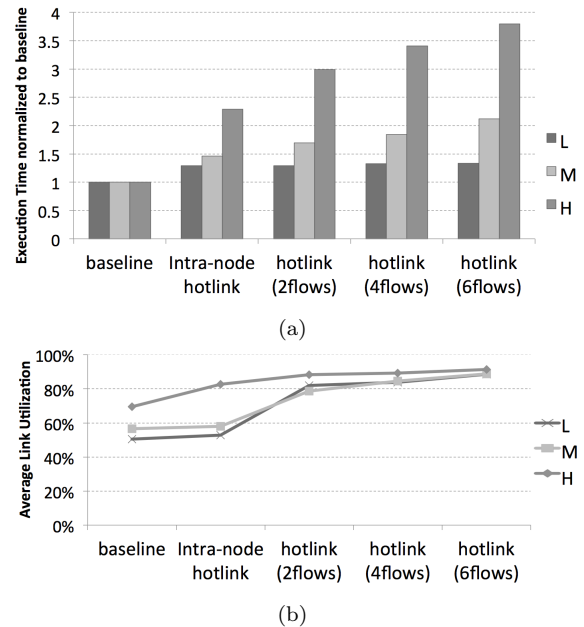 Execution Time normalized to baseline
4
3.5
3
2.5
2
1.5
1
0.5
0
baseline
Intra-node
hotlink
hotlink
(2flows)
hotlink
(4flows)
hotlink
(6flows)
L
M
H
(a)
Average Link Utilization
100%
80%
60%
40%
20%
0%
baseline
Intra-node
hotlink
hotlink
(2flows)
hotlink
(4flows)
hotlink
(6flows)
L
M
H
(b)